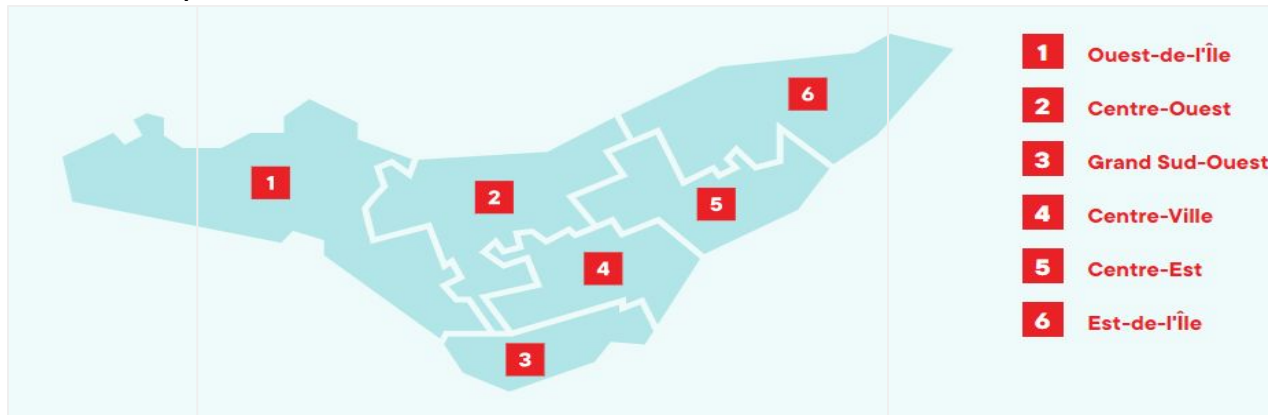 6
1
2
5
4
3
1 Ouest-de-l'Île
2 Centre-Ouest
3 Grand Sud-Ouest
4 Centre-Ville
5 Centre-Est
6 Est-de-l'Île